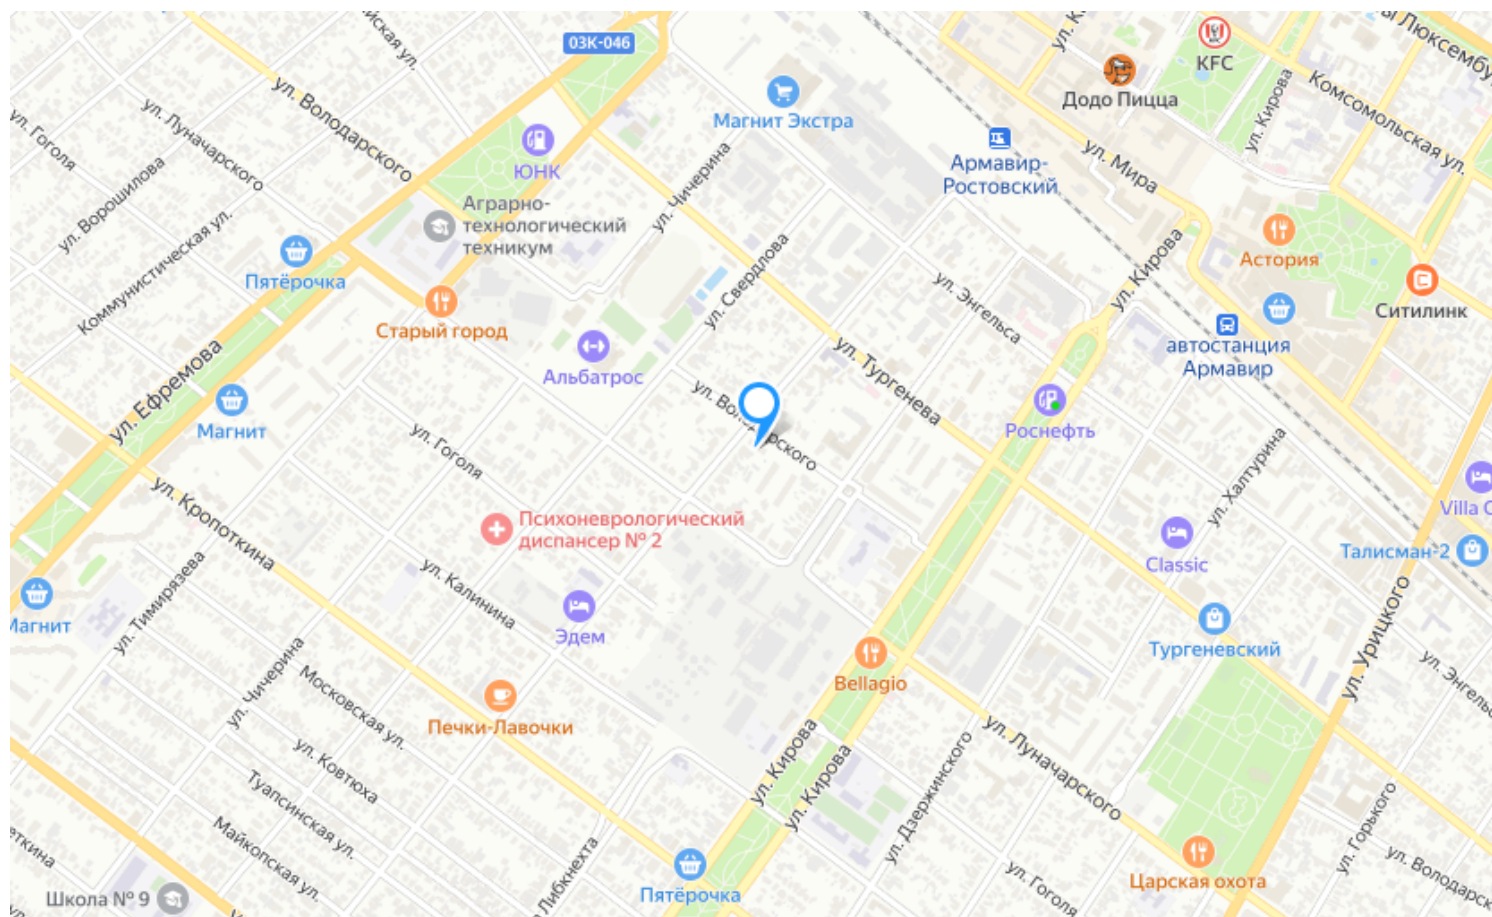 03К-046
KFC
Додо Пицца
Комсомольская ул.
ул. Кирова
ул. Володарского
ул. Луначарского
ул. Гоголя
Магнит Экстра
ЮНК
Армавир-
Ростовский
ул. Мира
ул. Ворошилова
ул. Чичерина
Аграрно-
технологический
техникум
Коммунистическая ул.
Пятёрочка
Старый город
ул. Свердлова
ул. Энгельса
ул. Кирова
Астория
Ситилинк
автостанция
Армавир
Альбатрос
ул. Ефремова
Магнит
ул. Тургенева
Роснефть
ул. Гоголя
ул. Халтурина
Villa
ул. Кропоткина
Психоневрологический
диспансер № 2
Classic
Талисман-2
ул. Тимирязева
ул. Калинина
Эдем
Магнит
Тургеневский
ул. Урицкого
Bellagio
ул. Чичерина
Московская ул.
Печки-Лавочки
ул. Ковтюха
Туапсинская ул.
Майкопская ул.
ул. Кирова
ул. Кирова
ул. Дзержинского
ул. Луначарского
ул. Горького
Школа № 9
Пятёрочка
Царская охота
ул. Гоголя